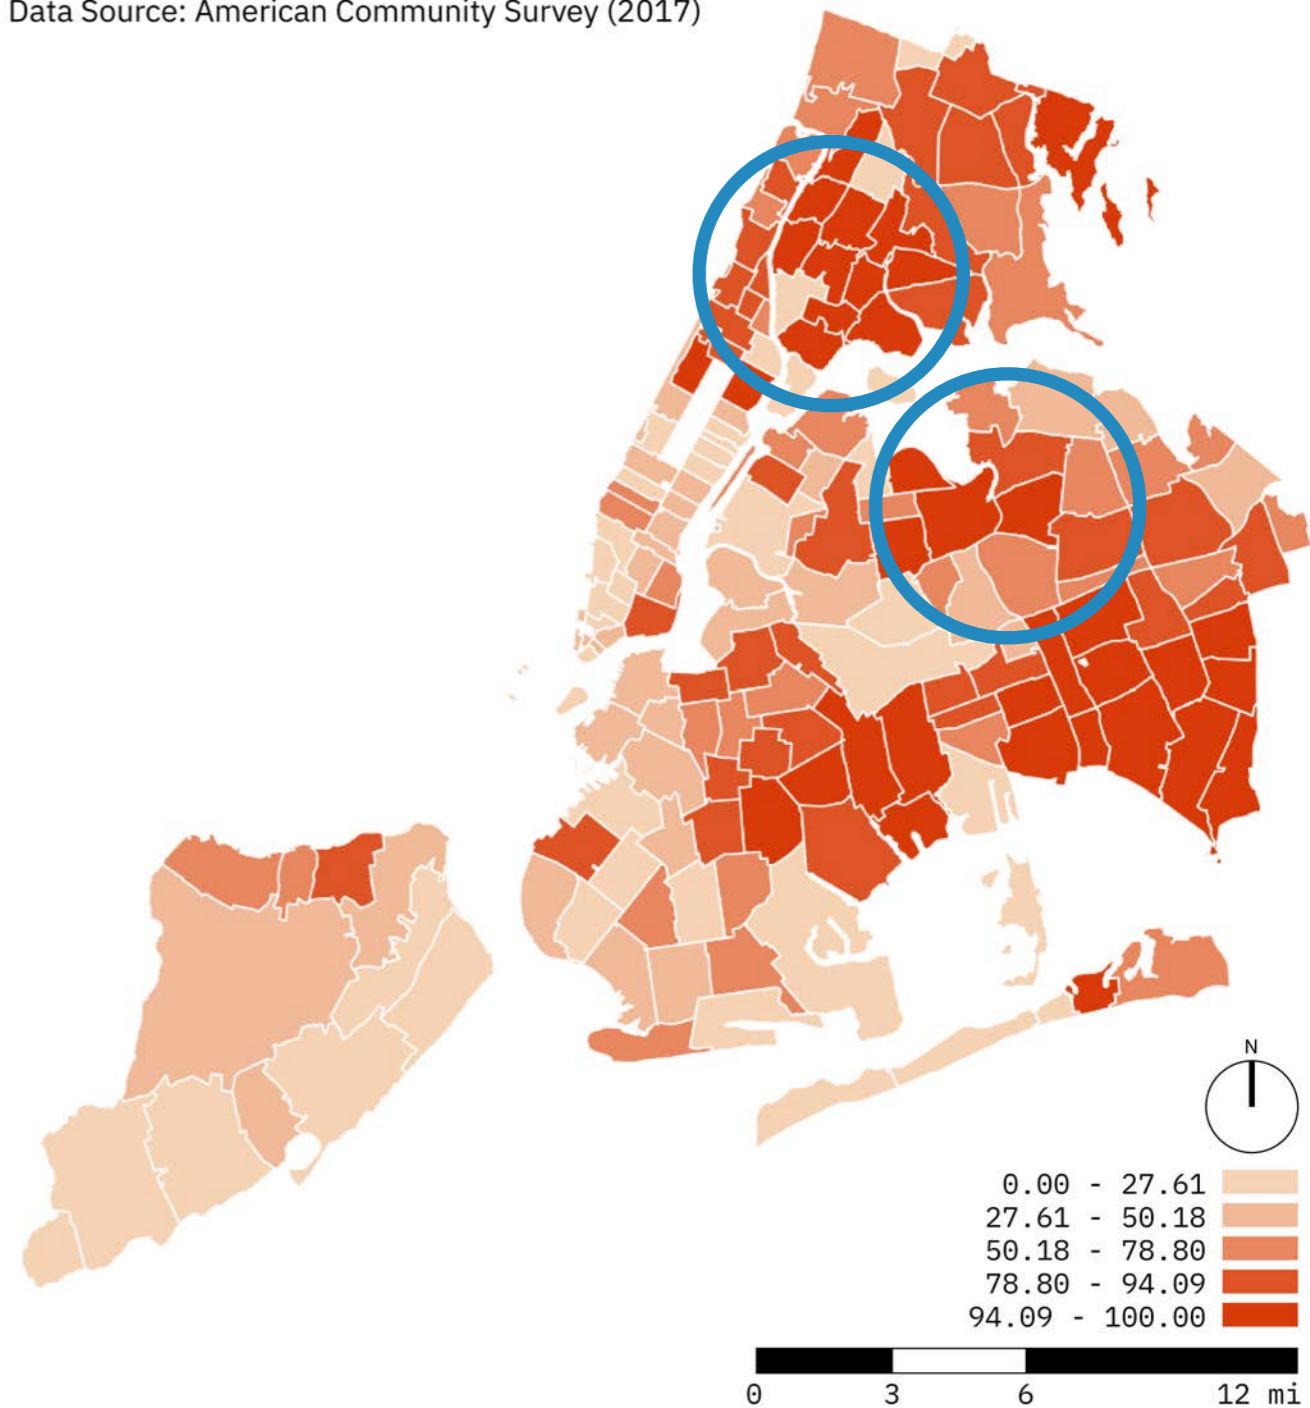 Data Source: American Community Survey (2017)
N
0.00 - 27.61
27.61 - 50.18
50.18 - 78.80
78.80 - 94.09
94.09 - 100.00
0 3 6 12 mi